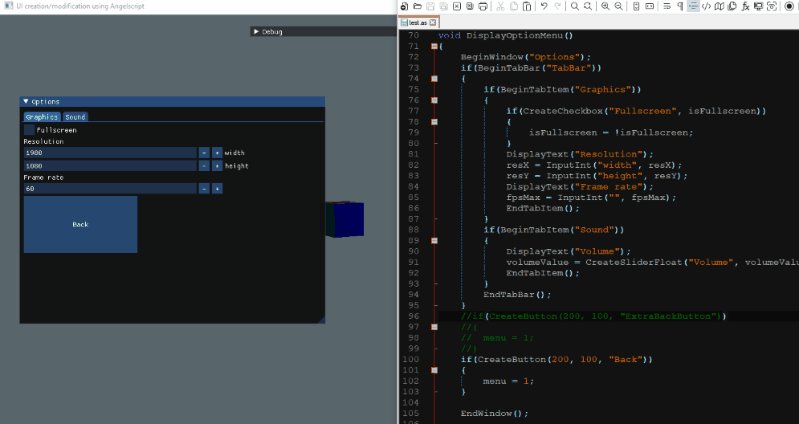 UI creation/modification using Angelscript
▶ Debug
▼ Options
Graphics Sound
Fullscreen
Resolution
1900 - + width
1080 - + height
Frame rate
60 - +
Back
test.as
70 void DisplayOptionMenu()
71 {
72 BeginWindow("Options");
73 if(BeginTabBar("TabBar"))
74 {
75 if(BeginTabItem("Graphics"))
76 {
77 if(CreateCheckbox("Fullscreen", isFullscreen))
78 {
79 isFullscreen = !isFullscreen;
80 }
81 DisplayText("Resolution");
82 resX = InputInt("width", resX);
83 resY = InputInt("height", resY);
84 DisplayText("Frame rate");
85 fpsMax = InputInt("", fpsMax);
86 EndTabItem();
87 }
88 if(BeginTabItem("Sound"))
89 {
90 DisplayText("Volume");
91 volumeValue = CreateSliderFloat("Volume", volumeValu
92 EndTabItem();
93 }
94 EndTabBar();
95 }
96 //if(CreateButton(200, 100, "ExtraBackButton"))
97 //{
98 // menu = 1;
99 //}
100 if(CreateButton(200, 100, "Back"))
101 {
102 menu = 1;
103 }
104
105 EndWindow();
106